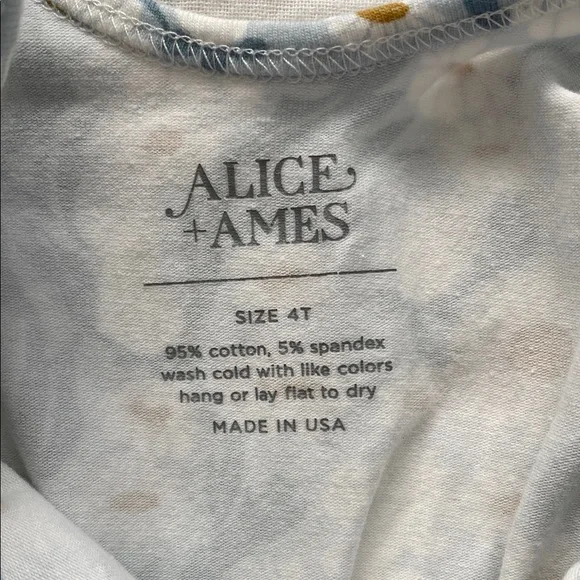 ALICE
+AMES
SIZE 4T
95% cotton, 5% spandex
wash cold with like colors
hang or lay flat to dry
MADE IN USA